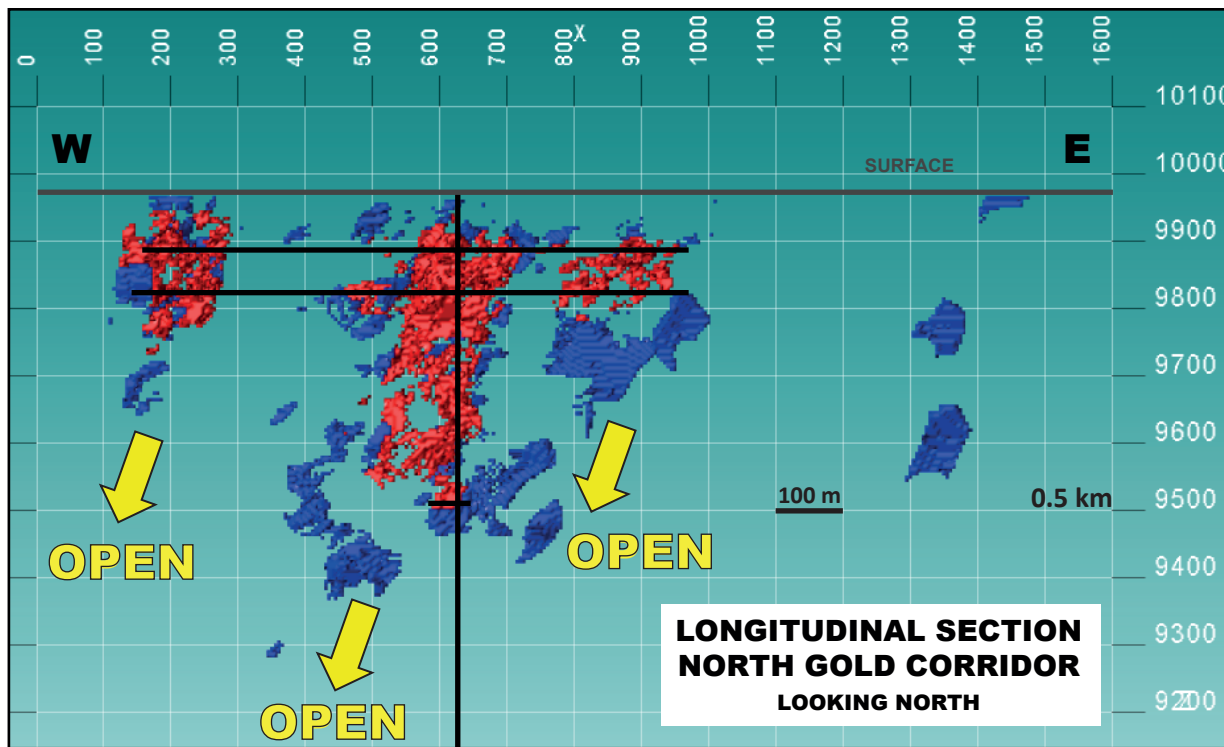 0 100 200 300 400 500 600 700 800 X 900 1000 1100 1200 1300 1400 1500 1600
10100
W E
10000
SURFACE
9900
9800
9700
9600
100 m 0.5 km
9500
OPEN OPEN
9400
LONGITUDINAL SECTION
NORTH GOLD CORRIDOR
LOOKING NORTH
9300
9200 Z
OPEN